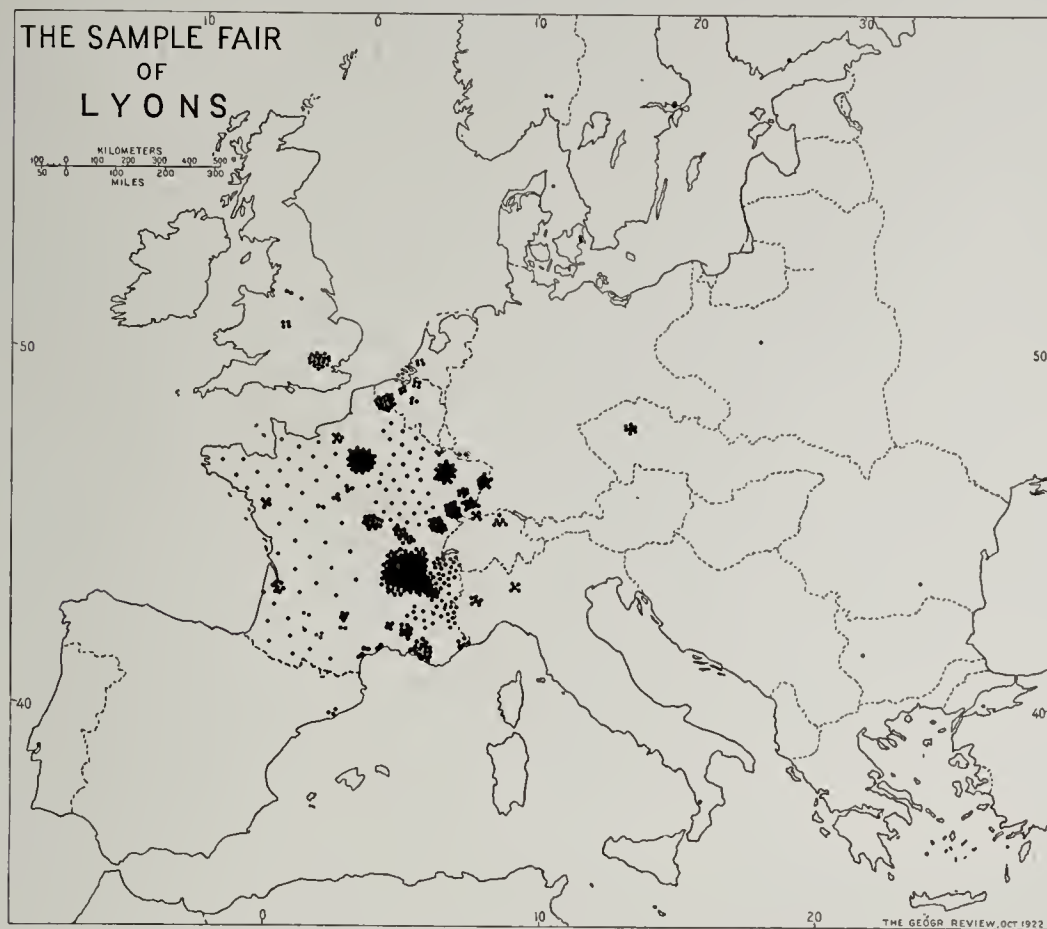 THE SAMPLE FAIR
OF
LYONS
KILOMETERS
100 0 100 200 300 400 500
50 0 100 200 300
MILES
10 0 10 20 30
50 50
40 40
0 10 20
THE GEOGR REVIEW, OCT. 1922